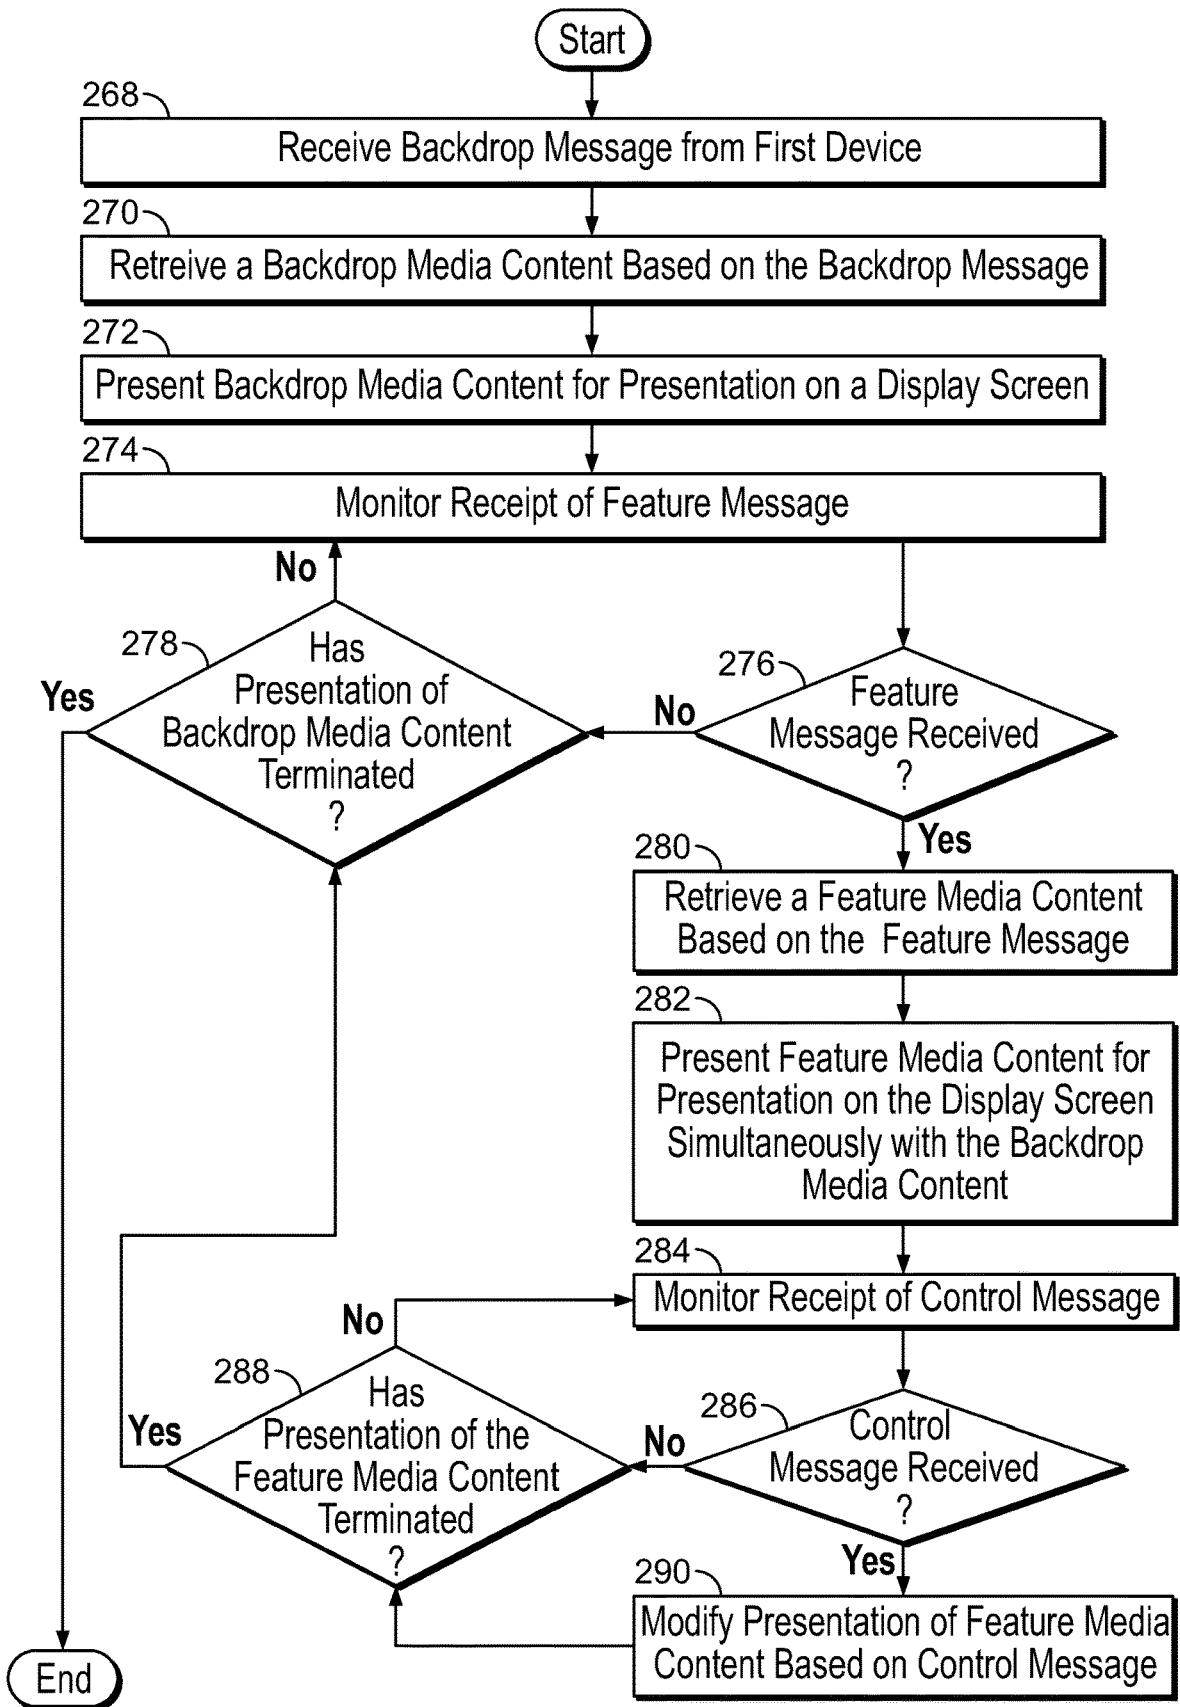 Start
268
Receive Backdrop Message from First Device
270
Retreive a Backdrop Media Content Based on the Backdrop Message
272
Present Backdrop Media Content for Presentation on a Display Screen
274
Monitor Receipt of Feature Message
No
278
Has
Presentation of
Backdrop Media Content
Terminated
?
Yes
276
Feature
Message Received
?
No
Yes
280
Retrieve a Feature Media Content
Based on the Feature Message
282
Present Feature Media Content for
Presentation on the Display Screen
Simultaneously with the Backdrop
Media Content
284
Monitor Receipt of Control Message
No
288
Has
Presentation of the
Feature Media Content
Terminated
?
Yes
286
Control
Message Received
?
No
Yes
290
Modify Presentation of Feature Media
Content Based on Control Message
End